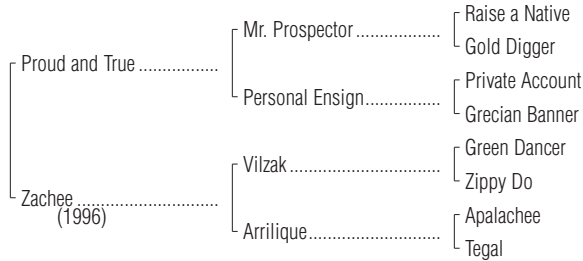 Raise a Native
Mr. Prospector ..................
Gold Digger
Proud and True .................
Private Account
Personal Ensign................
Grecian Banner
Green Dancer
Vilzak ................................
Zippy Do
Zachee ..............................
(1996)
Apalachee
Arrilique............................
Tegal